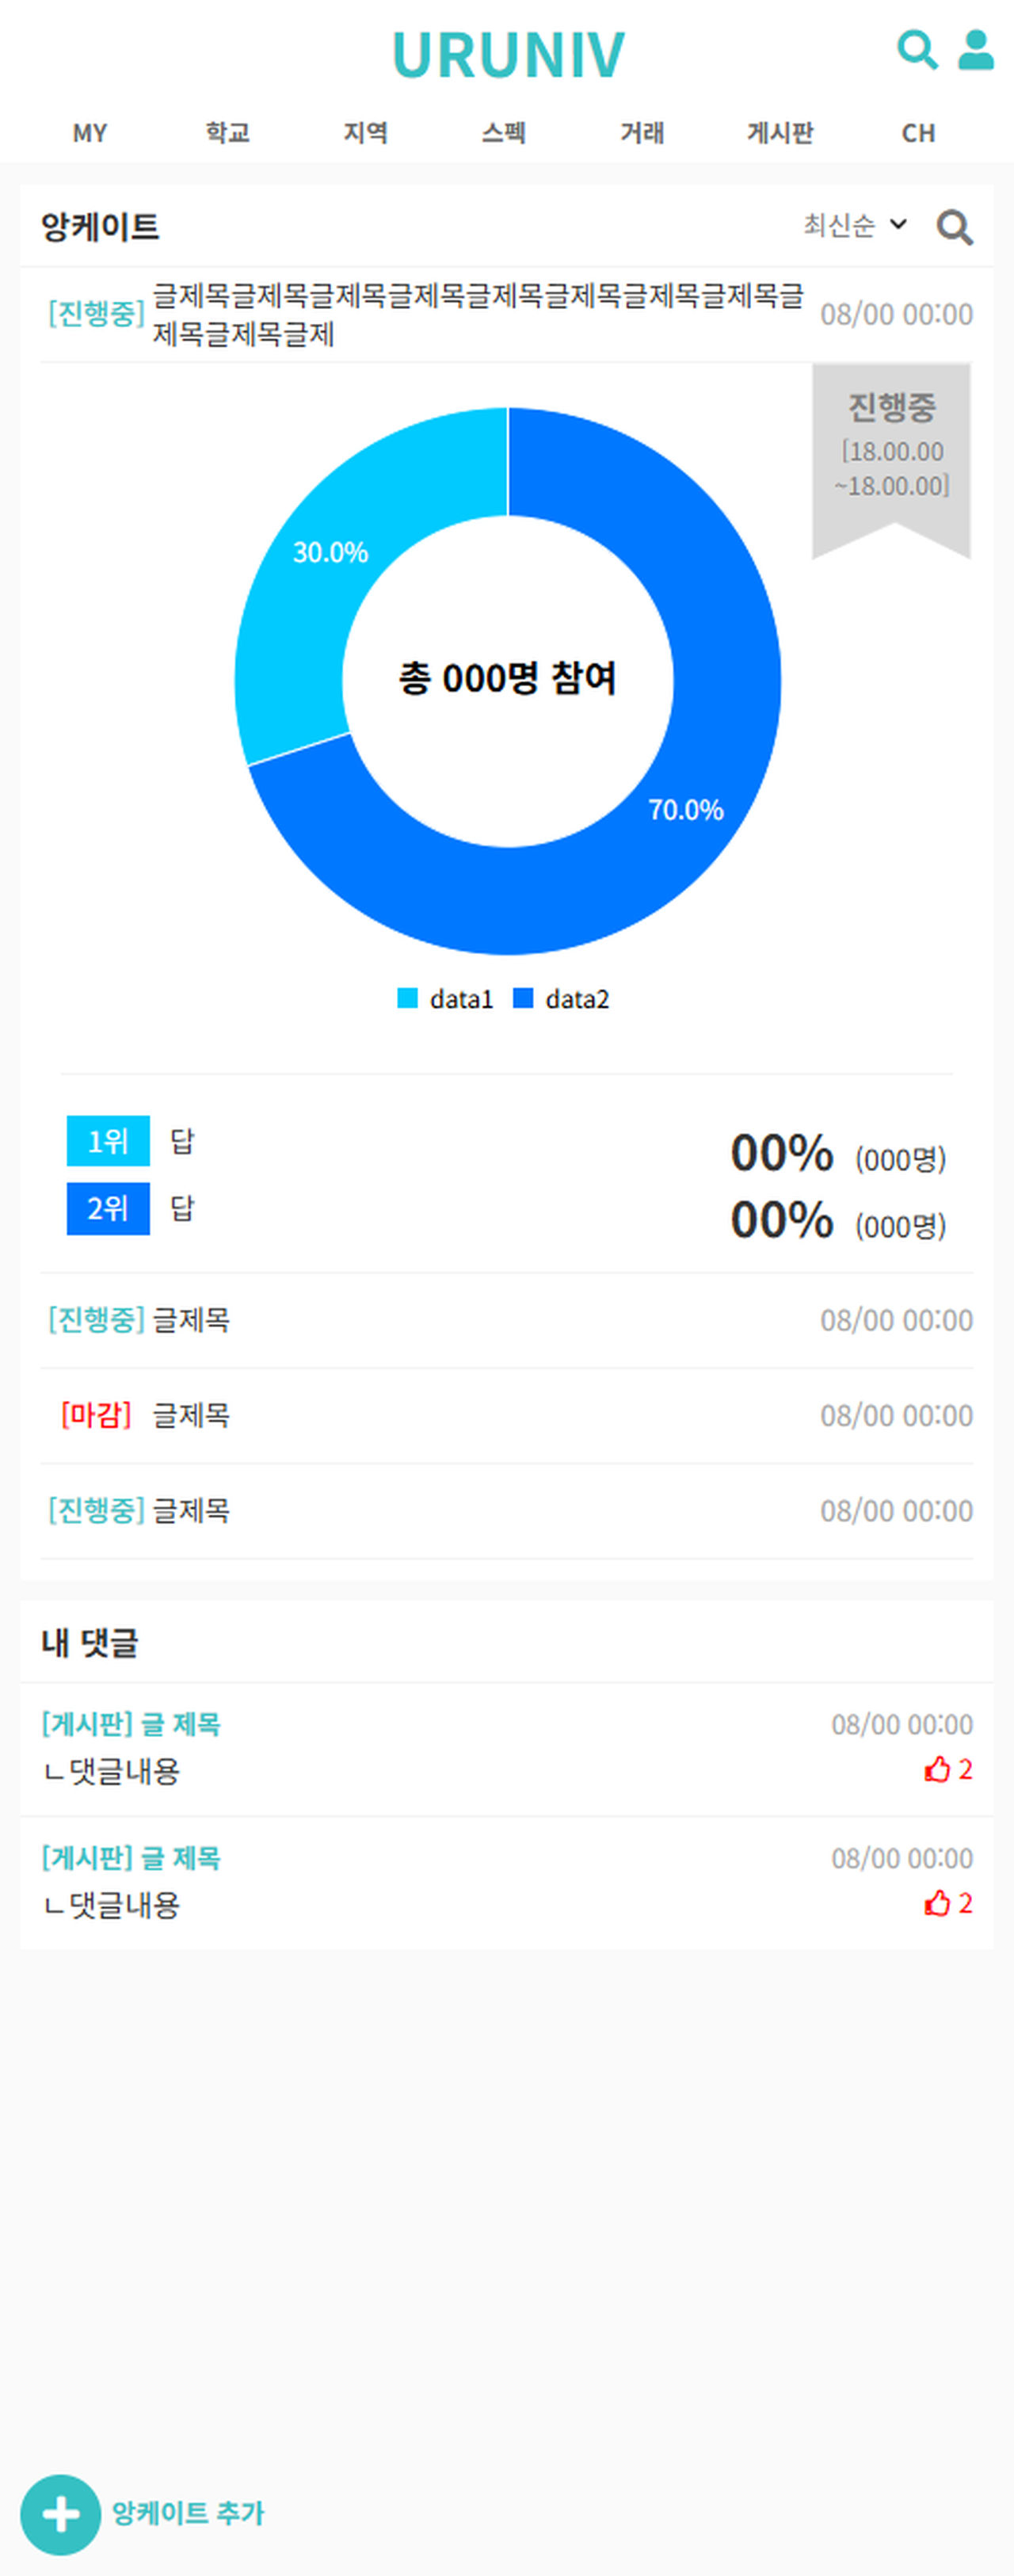 URUNIV
MY 학교 지역 스펙 거래 게시판 CH
앙케이트 최신순
[진행중] 글제목글제목글제목글제목글제목글제목글제목글제목글 08/00 00:00
제목글제목글제
진행중
[18.00.00
~18.00.00]
30.0%
총 000명 참여
70.0%
data1 data2
1위 답 00% (000명)
2위 답 00% (000명)
[진행중] 글제목 08/00 00:00
[마감] 글제목 08/00 00:00
[진행중] 글제목 08/00 00:00
내 댓글
[게시판] 글 제목 08/00 00:00
ㄴ댓글내용 2
[게시판] 글 제목 08/00 00:00
ㄴ댓글내용 2
앙케이트 추가